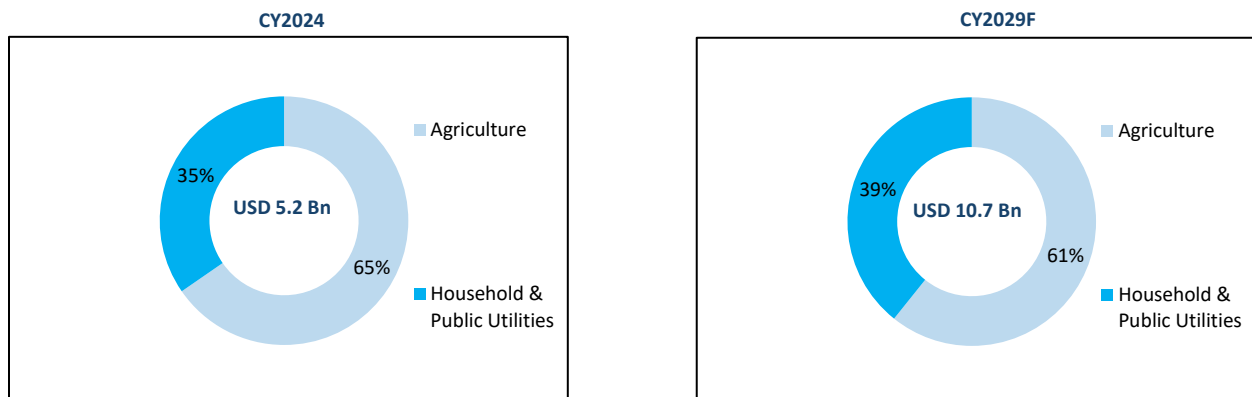 CY2024
Agriculture
35%
USD 5.2 Bn
65%
Household &
Public Utilities
CY2029F
Agriculture
39%
USD 10.7 Bn
61%
Household &
Public Utilities